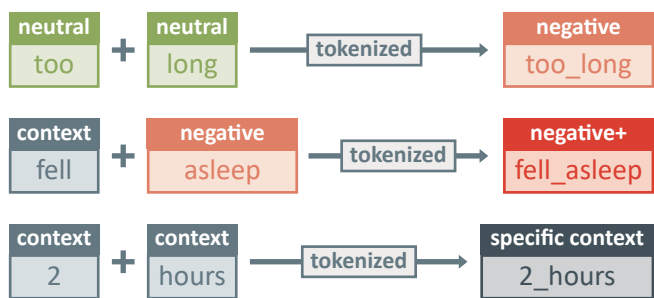 neutral + neutral negative
too long tokenized too_long
context + negative negative+
fell asleep tokenized fell_asleep
context + context specific context
2 hours tokenized 2_hours